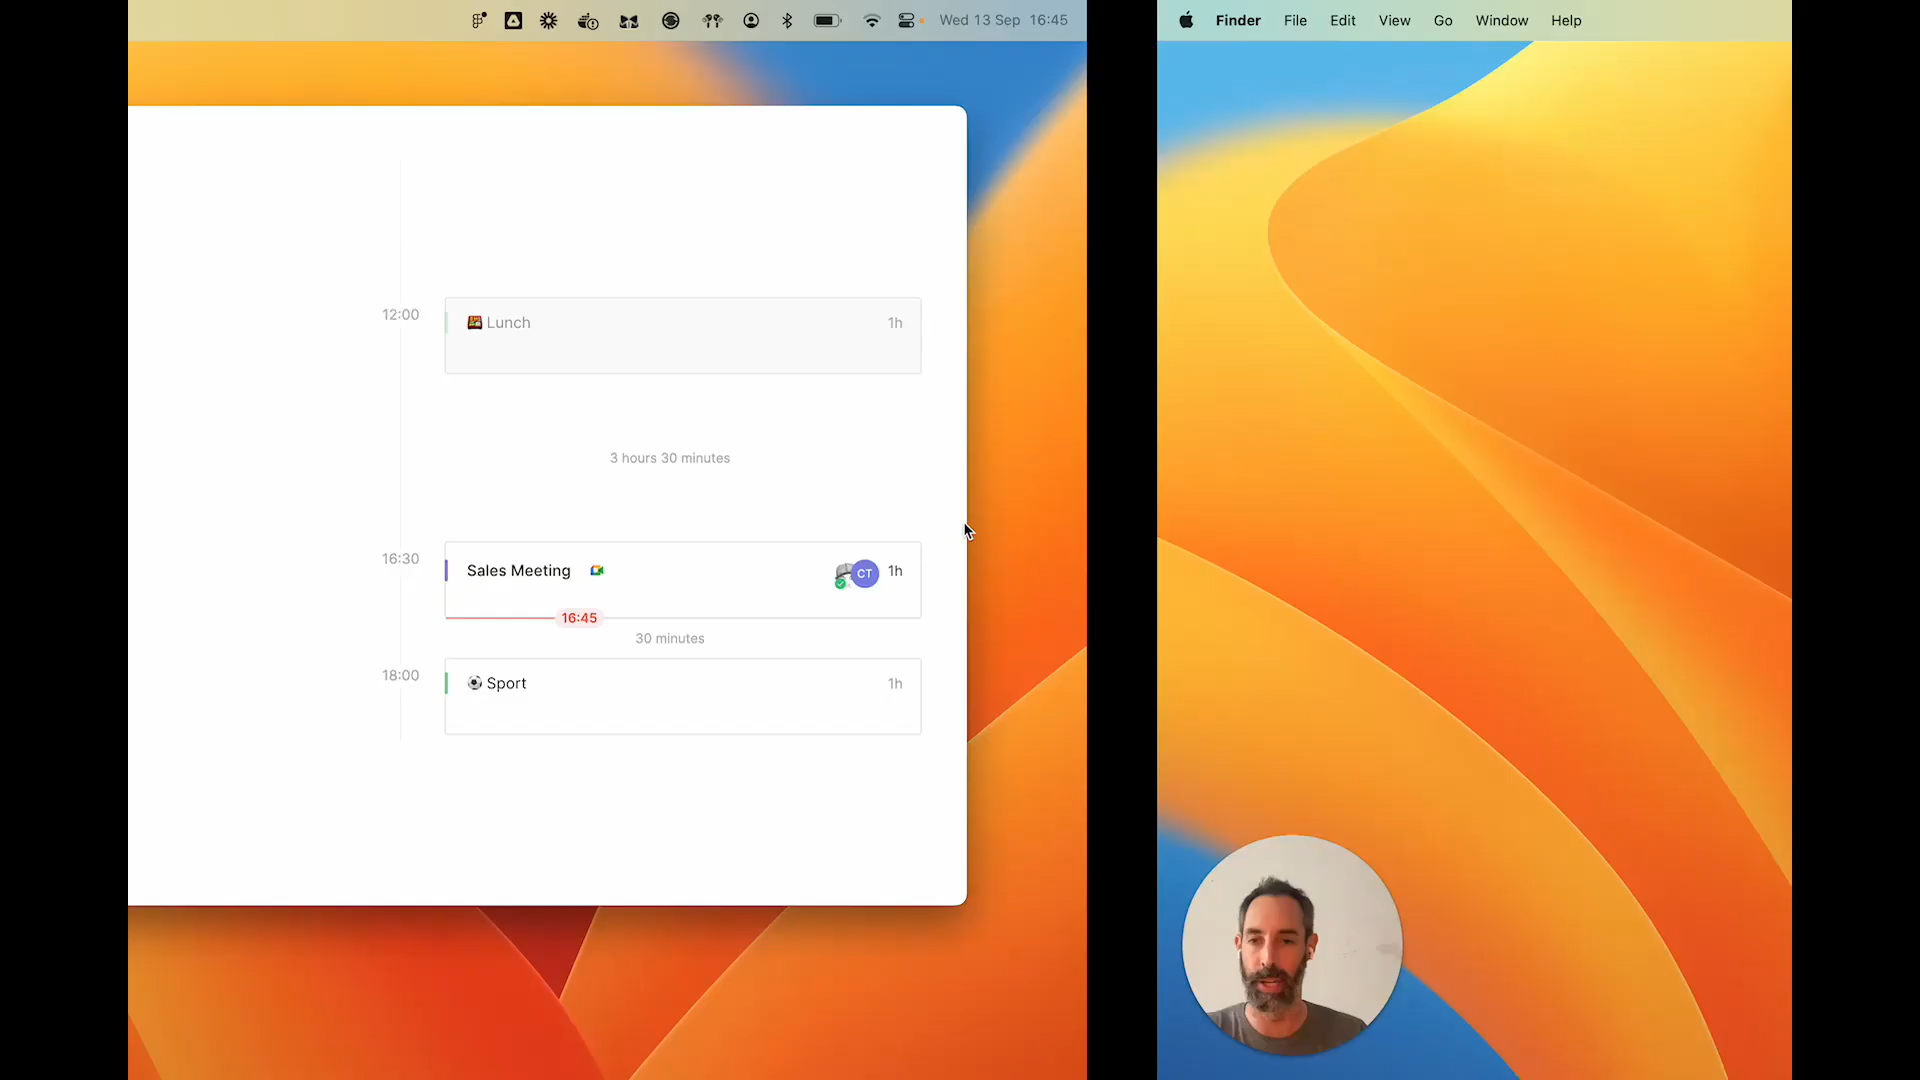 Wed 13 Sep 16:45
Finder File Edit View Go Window Help
12:00
🍱 Lunch 1h
3 hours 30 minutes
16:30
Sales Meeting CT 1h
16:45
30 minutes
18:00
⚽ Sport 1h